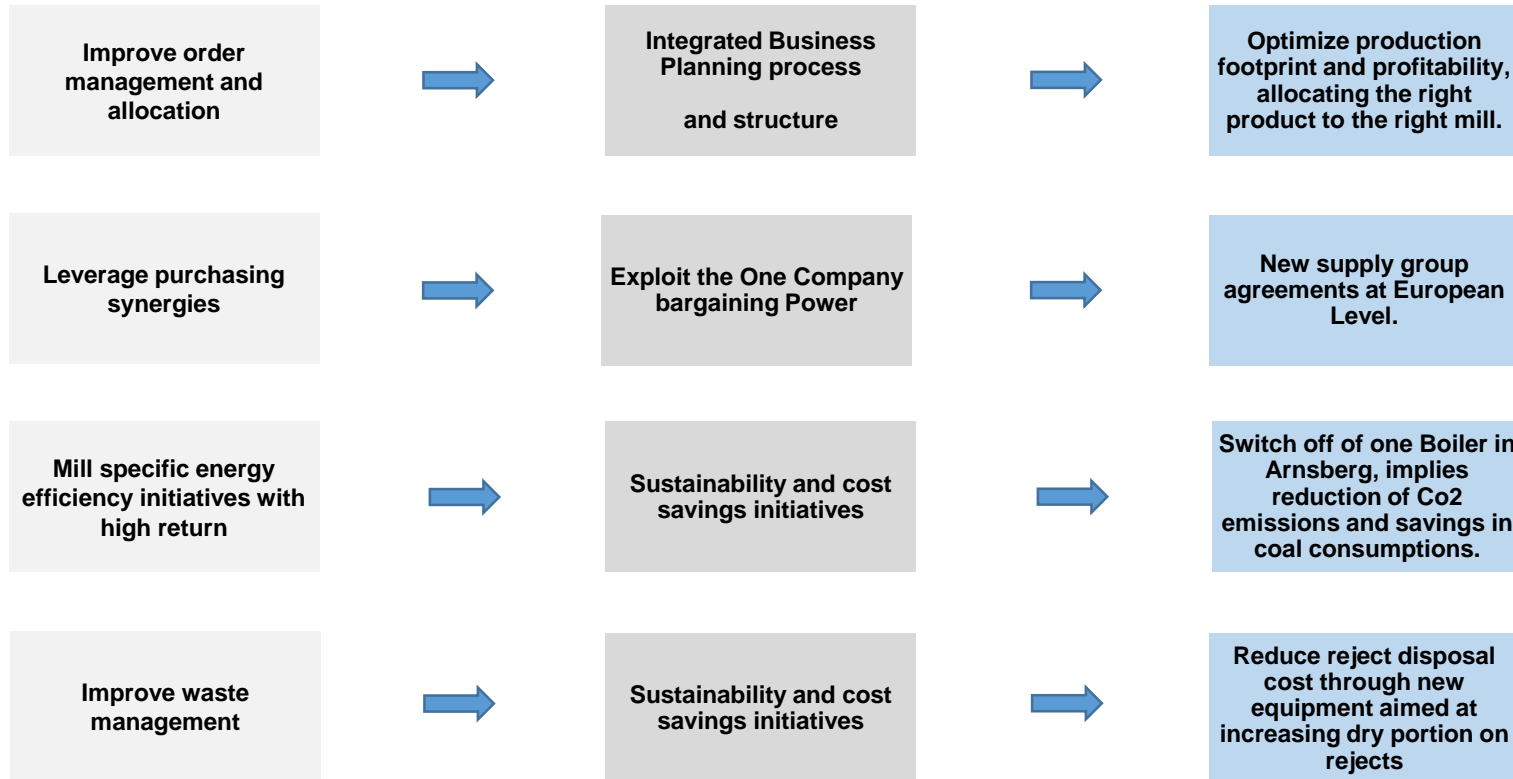 Improve order
management and
allocation
Integrated Business
Planning process
and structure
Optimize production
footprint and profitability,
allocating the right
product to the right mill.
Leverage purchasing
synergies
Exploit the One Company
bargaining Power
New supply group
agreements at European
Level.
Mill specific energy
efficiency initiatives with
high return
Sustainability and cost
savings initiatives
Switch off of one Boiler in
Arnsberg, implies
reduction of Co2
emissions and savings in
coal consumptions.
Improve waste
management
Sustainability and cost
savings initiatives
Reduce reject disposal
cost through new
equipment aimed at
increasing dry portion on
rejects